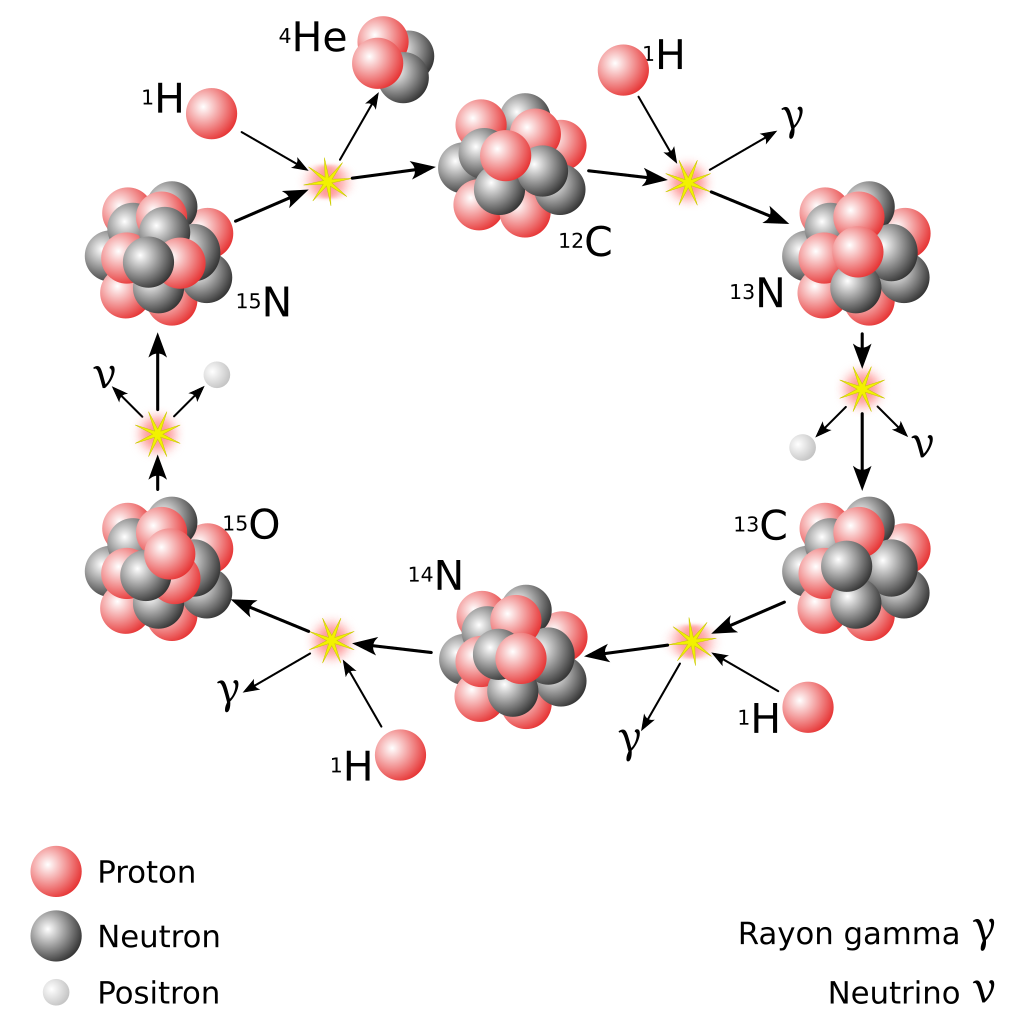 ⁴He
¹H
¹H
γ
¹²C
¹⁵N
¹³N
ν
ν
¹⁵O
¹³C
¹⁴N
γ
γ
¹H
¹H
Proton
Neutron
Rayon gamma γ
Positron
Neutrino ν